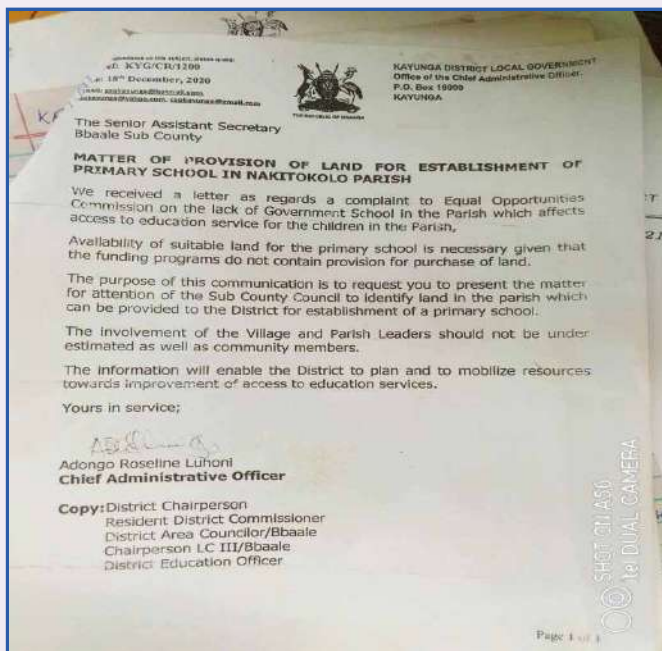 KYG/CR/1200
18th December, 2020
THE REPUBLIC OF UGANDA
KAYUNGA DISTRICT LOCAL GOVERNMENT
Office of the Chief Administrative Officer.
P.O. Box 18000
KAYUNGA
The Senior Assistant Secretary
Bbaale Sub County
MATTER OF PROVISION OF LAND FOR ESTABLISHMENT OF
PRIMARY SCHOOL IN NAKITOKOLO PARISH
We received a letter as regards a complaint to Equal Opportunities
Commission on the lack of Government School in the Parish which affects
access to education service for the children in the Parish,
Availability of suitable land for the primary school is necessary given that
the funding programs do not contain provision for purchase of land.
The purpose of this communication is to request you to present the matter
for attention of the Sub County Council to identify land in the parish which
can be provided to the District for establishment of a primary school.
The involvement of the Village and Parish Leaders should not be under
estimated as well as community members.
The information will enable the District to plan and to mobilize resources
towards improvement of access to education services.
Yours in service;
Adongo Roseline Luhoni
Chief Administrative Officer
Copy: District Chairperson
Resident District Commissioner
District Area Councilor/Bbaale
Chairperson LC III/Bbaale
District Education Officer
Page 1 of 1
SHOT ON A56
itel DUAL CAMERA